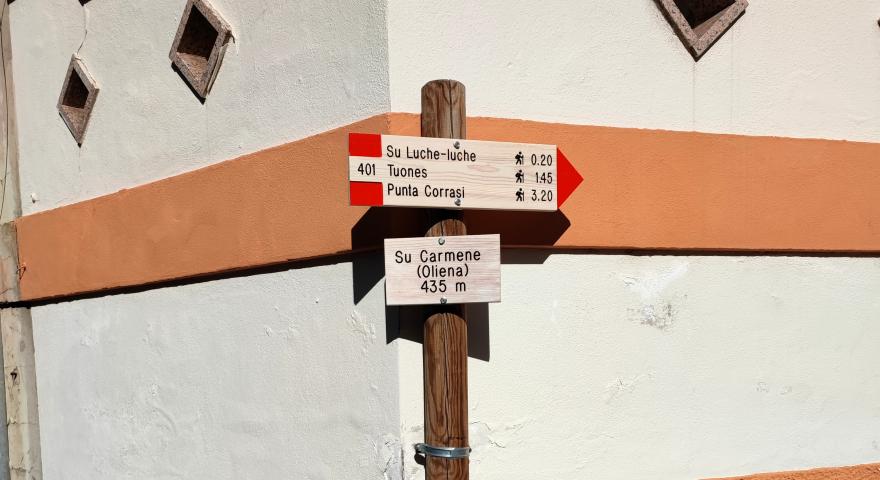 Su Luche-luche 0.20
401 Tuones 1.45
Punta Corrasi 3.20
Su Carmene
(Oliena)
435 m